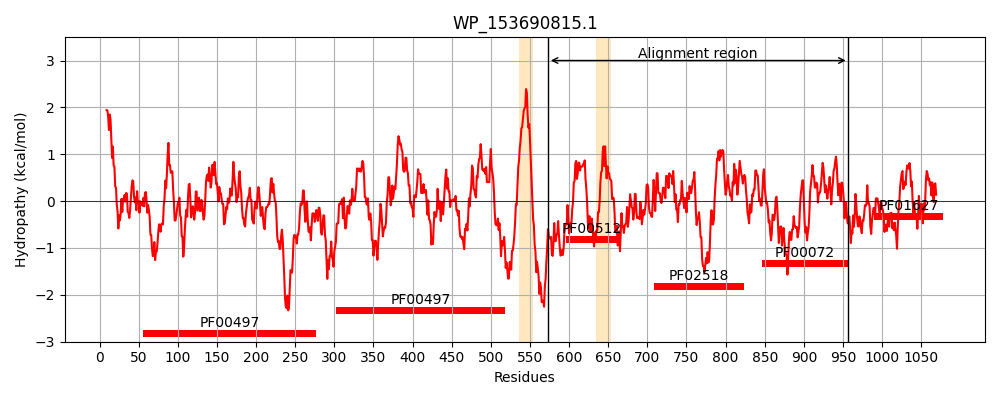 WP_153690815.1
Hydropathy (kcal/mol)
3
2
1
0
−1
−2
−3
Alignment region
PF01627
PF00512
PF00072
PF02518
PF00497
PF00497
0 50 100 150 200 250 300 350 400 450 500 550 600 650 700 750 800 850 900 950 1000 1050
Residues